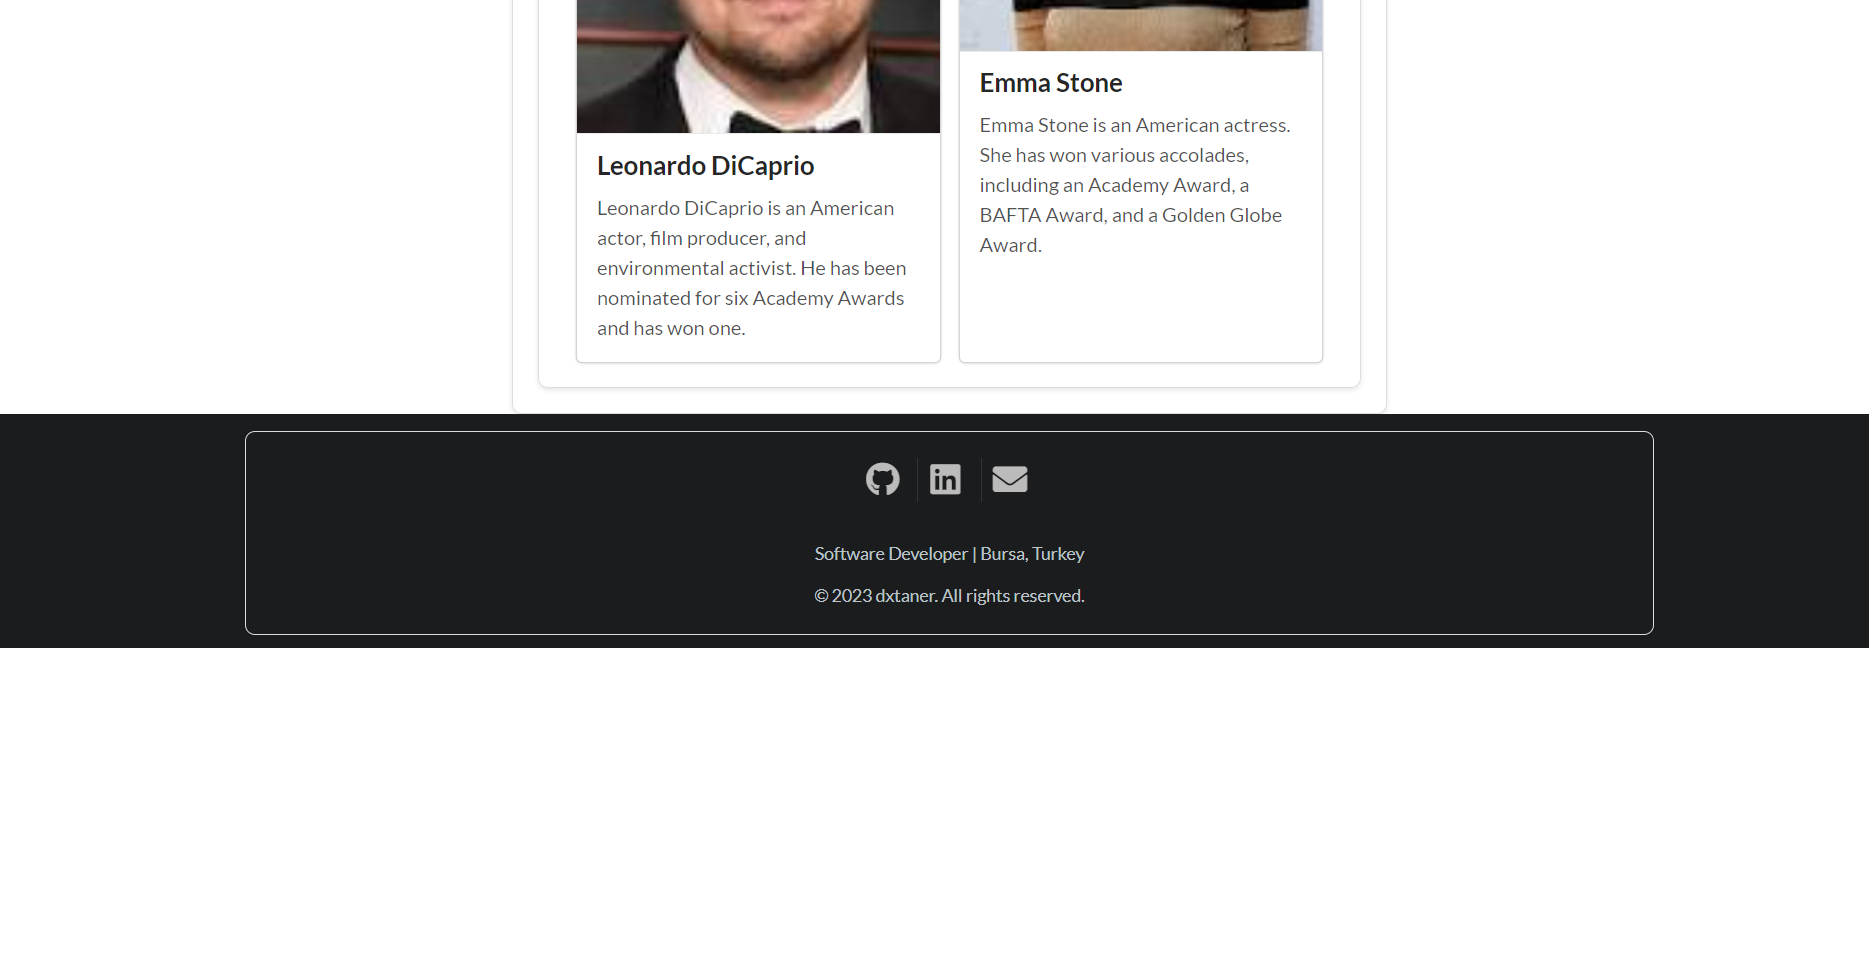 Leonardo DiCaprio
Leonardo DiCaprio is an American
actor, film producer, and
environmental activist. He has been
nominated for six Academy Awards
and has won one.
Emma Stone
Emma Stone is an American actress.
She has won various accolades,
including an Academy Award, a
BAFTA Award, and a Golden Globe
Award.
in
Software Developer | Bursa, Turkey
© 2023 dxtaner. All rights reserved.